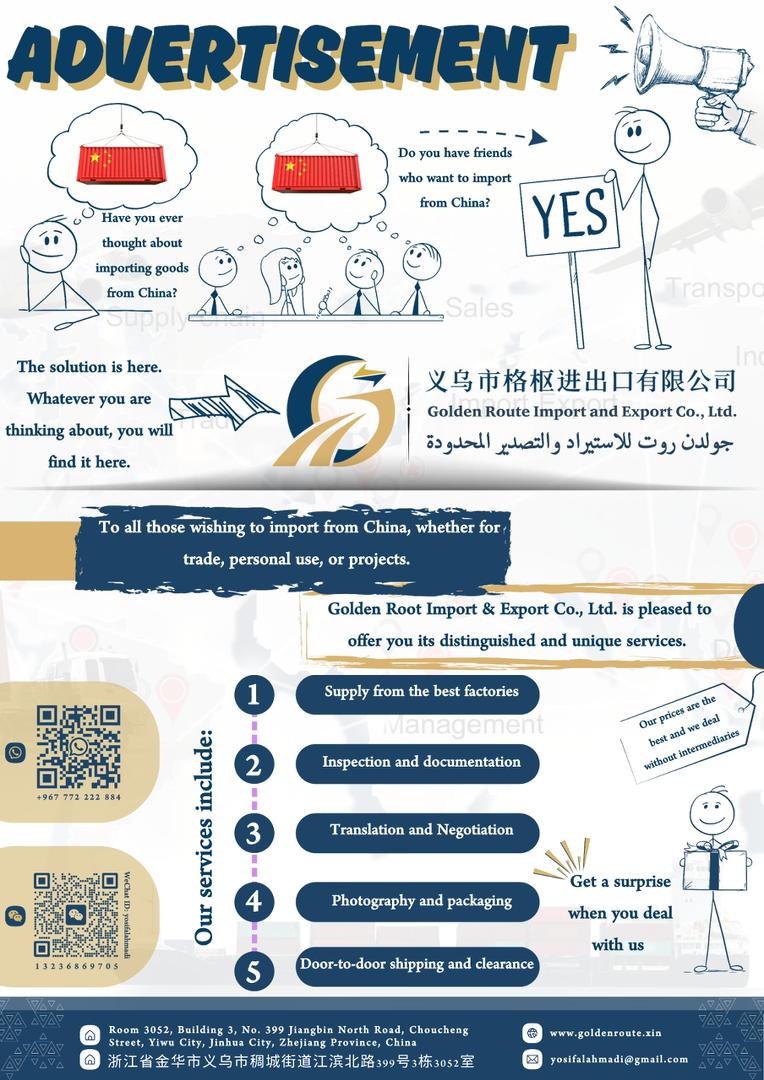 ADVERTISEMENT
Have you ever
thought about
importing goods
from China?
Do you have friends
who want to import
from China?
YES
Supply chain
Sales
The solution is here.
Whatever you are
thinking about, you will
find it here.
义乌市格枢进出口有限公司
Golden Route Import and Export Co., Ltd.
جولدن روت للاستيراد والتصدير المحدودة
Import Export
To all those wishing to import from China, whether for
trade, personal use, or projects.
Golden Root Import & Export Co., Ltd. is pleased to
offer you its distinguished and unique services.
Our services include:
1 Supply from the best factories
Management
2 Inspection and documentation
3 Translation and Negotiation
4 Photography and packaging
5 Door-to-door shipping and clearance
Our prices are the
best and we deal
without intermediaries
Get a surprise
when you deal
with us
+967 772 222 884
WeChat ID: yosifalahmadi
13236869705
Room 3052, Building 3, No. 399 Jiangbin North Road, Choucheng
Street, Yiwu City, Jinhua City, Zhejiang Province, China
浙江省金华市义乌市稠城街道江滨北路399号3栋3052室
www.goldenroute.xin
yosifalahmadi@gmail.com